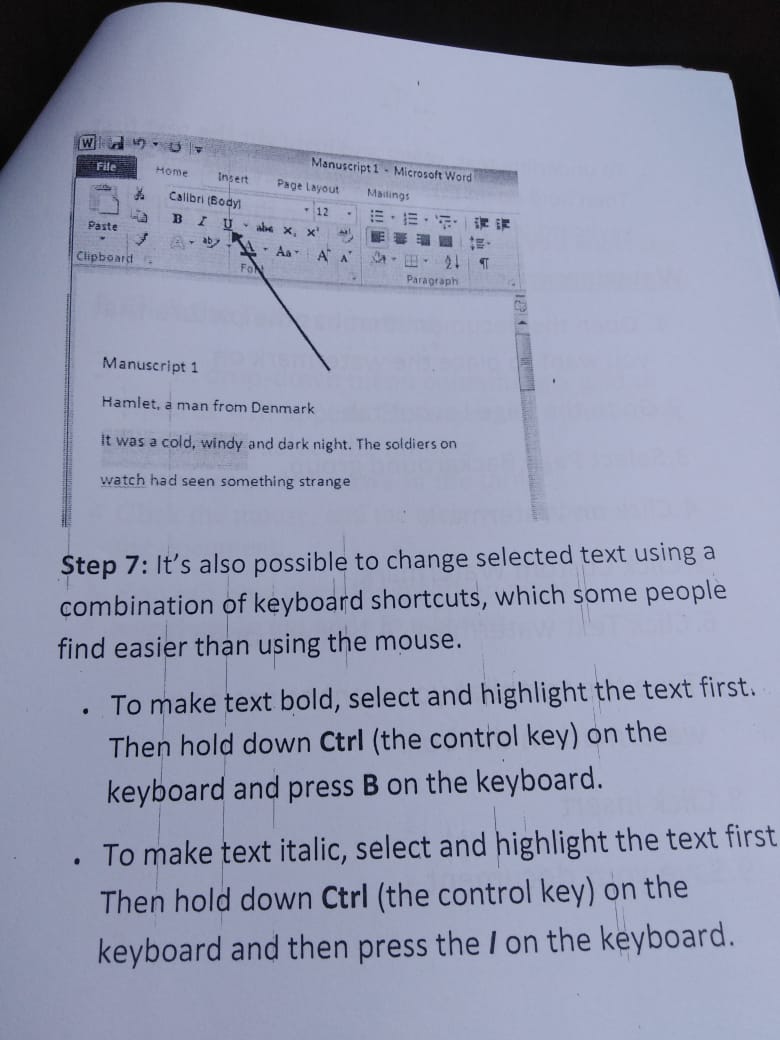 Manuscript 1 - Microsoft Word
File Home Insert Page Layout Mailings
Calibri (Body) 12
Paste B I U abc X, X'
ab A Aa A A
Clipboard Font Paragraph
Manuscript 1
Hamlet, a man from Denmark
It was a cold, windy and dark night. The soldiers on
watch had seen something strange
Step 7: It's also possible to change selected text using a
combination of keyboard shortcuts, which some people
find easier than using the mouse.
• To make text bold, select and highlight the text first.
Then hold down Ctrl (the control key) on the
keyboard and press B on the keyboard.
• To make text italic, select and highlight the text first
Then hold down Ctrl (the control key) on the
keyboard and then press the I on the keyboard.